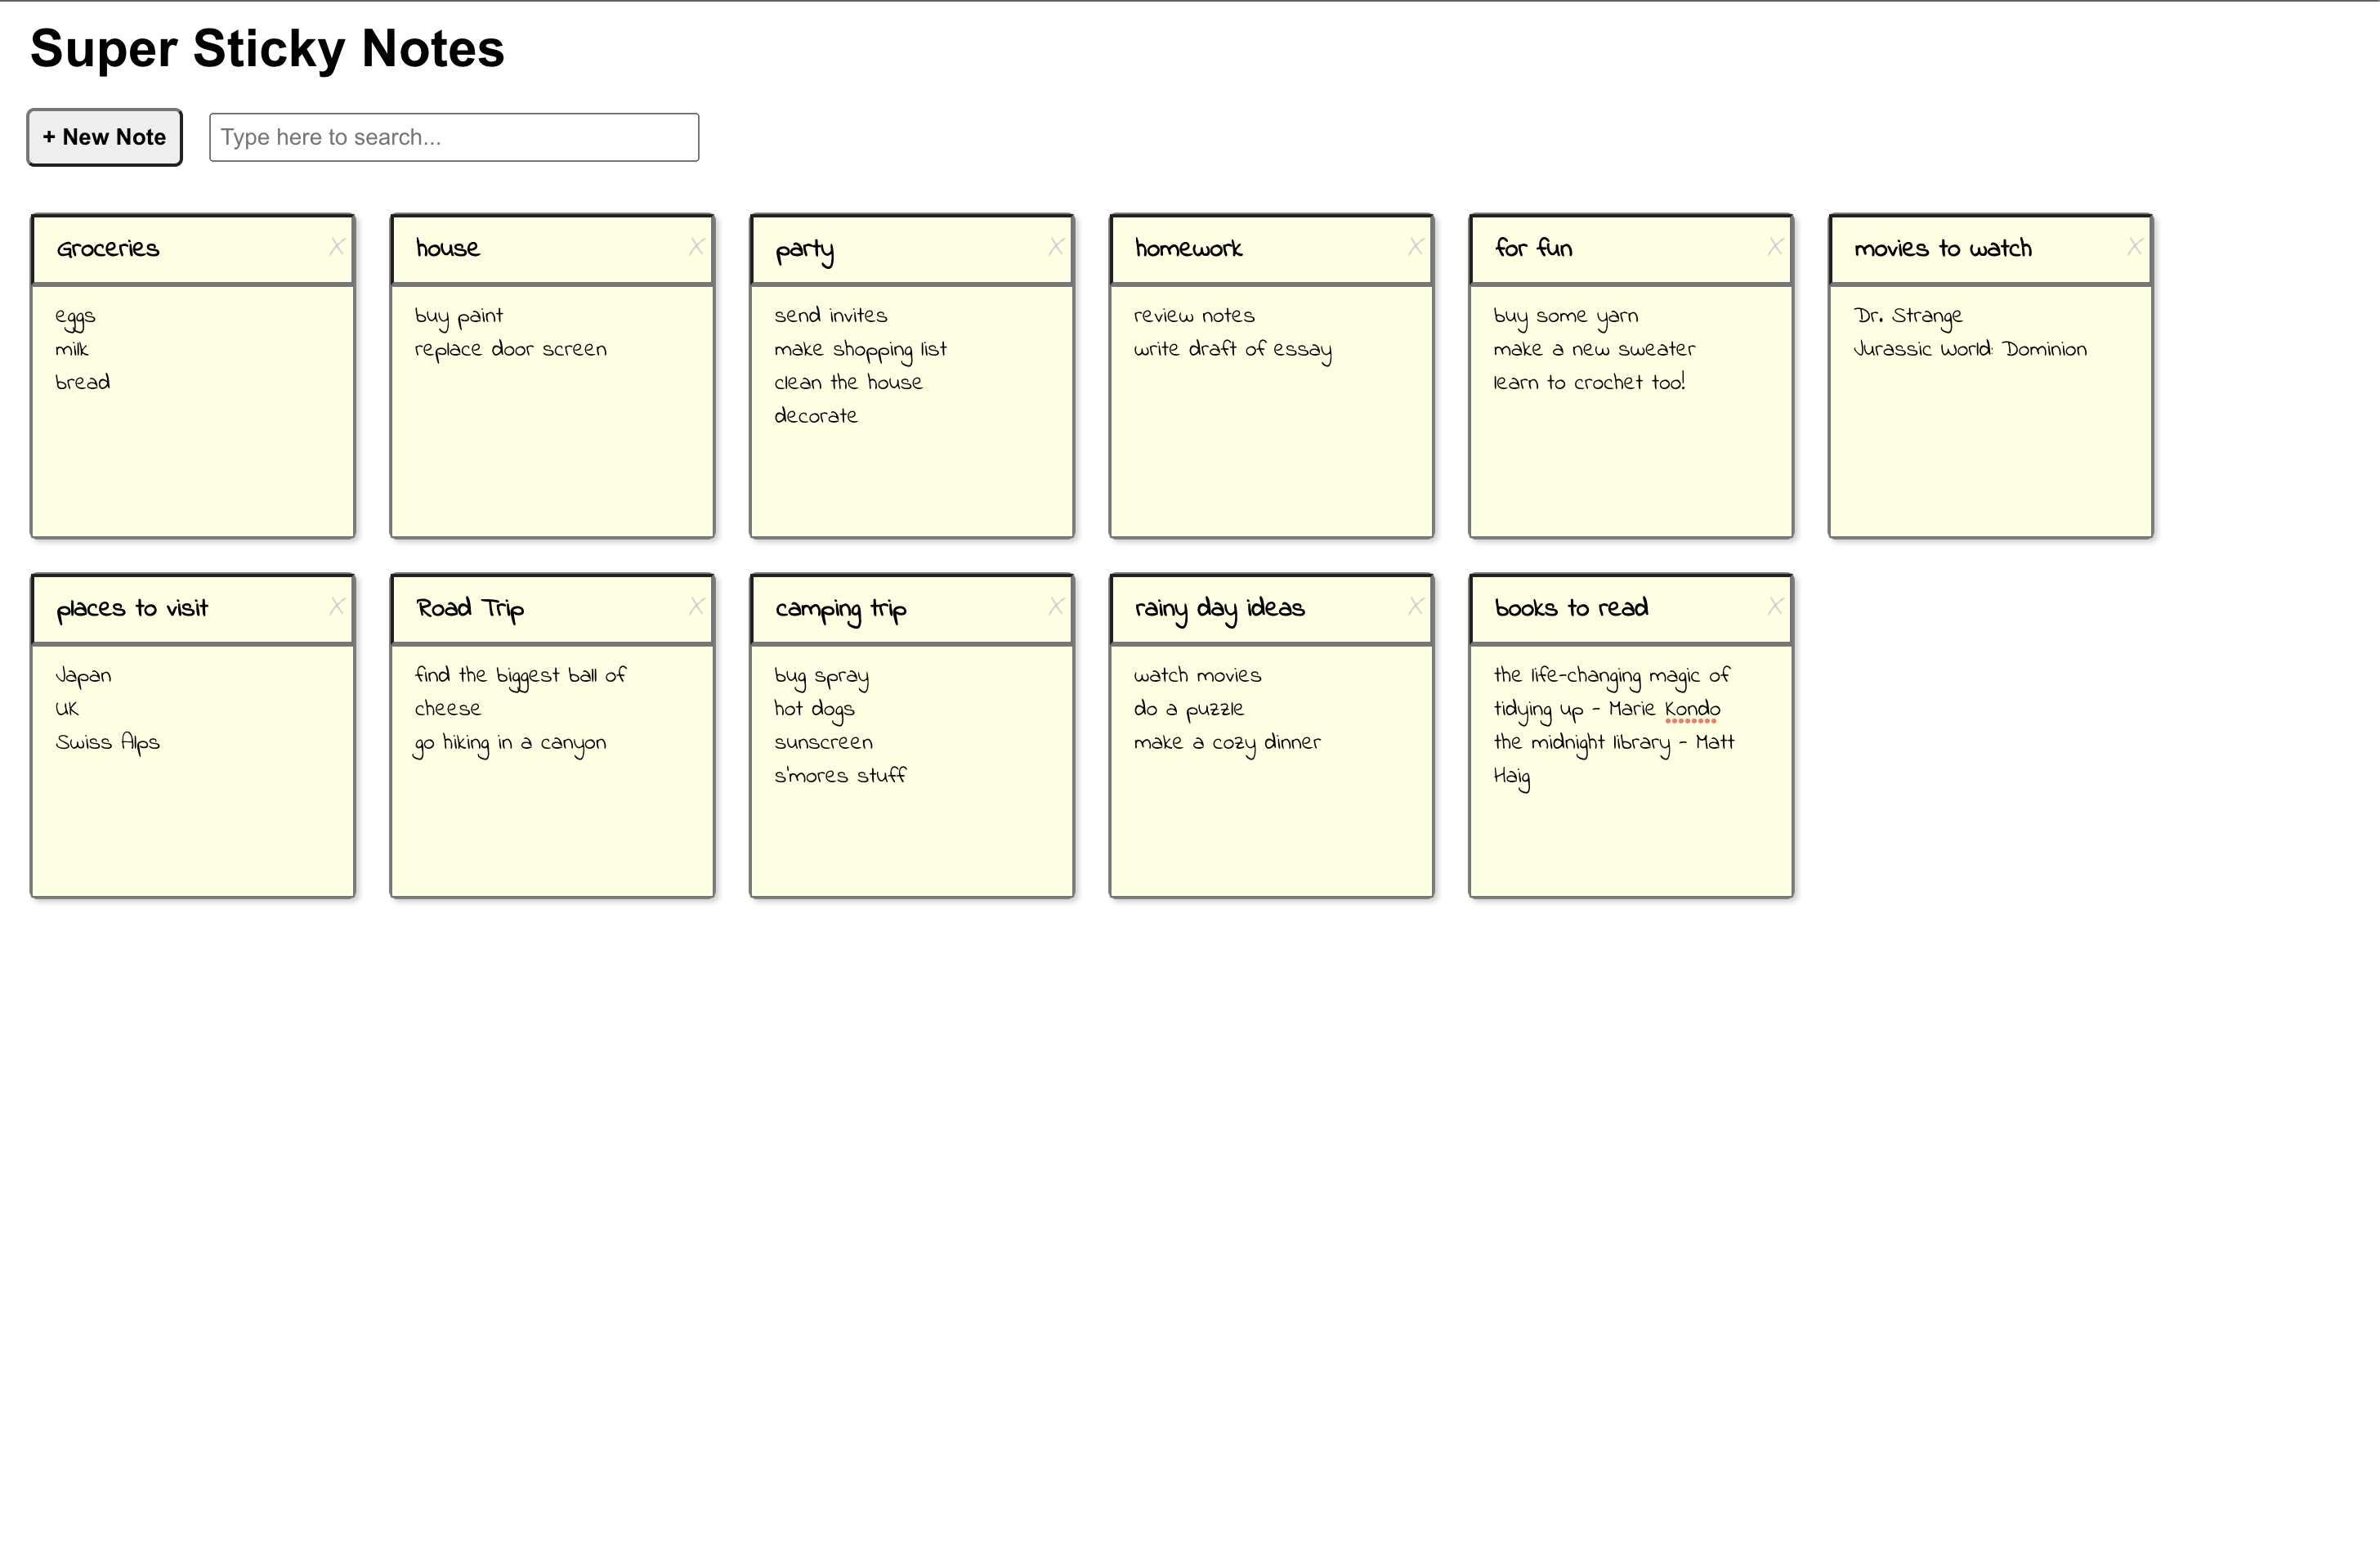 Super Sticky Notes
+ New Note
Type here to search...
Groceries X
eggs
milk
bread
house X
buy paint
replace door screen
party X
send invites
make shopping list
clean the house
decorate
homework X
review notes
write draft of essay
for fun X
buy some yarn
make a new sweater
learn to crochet too!
movies to watch X
Dr. Strange
Jurassic World: Dominion
places to visit X
Japan
UK
Swiss Alps
Road Trip X
find the biggest ball of
cheese
go hiking in a canyon
camping trip X
bug spray
hot dogs
sunscreen
s'mores stuff
rainy day ideas X
watch movies
do a puzzle
make a cozy dinner
books to read X
the life-changing magic of
tidying up - Marie Kondo
the midnight library - Matt
Haig